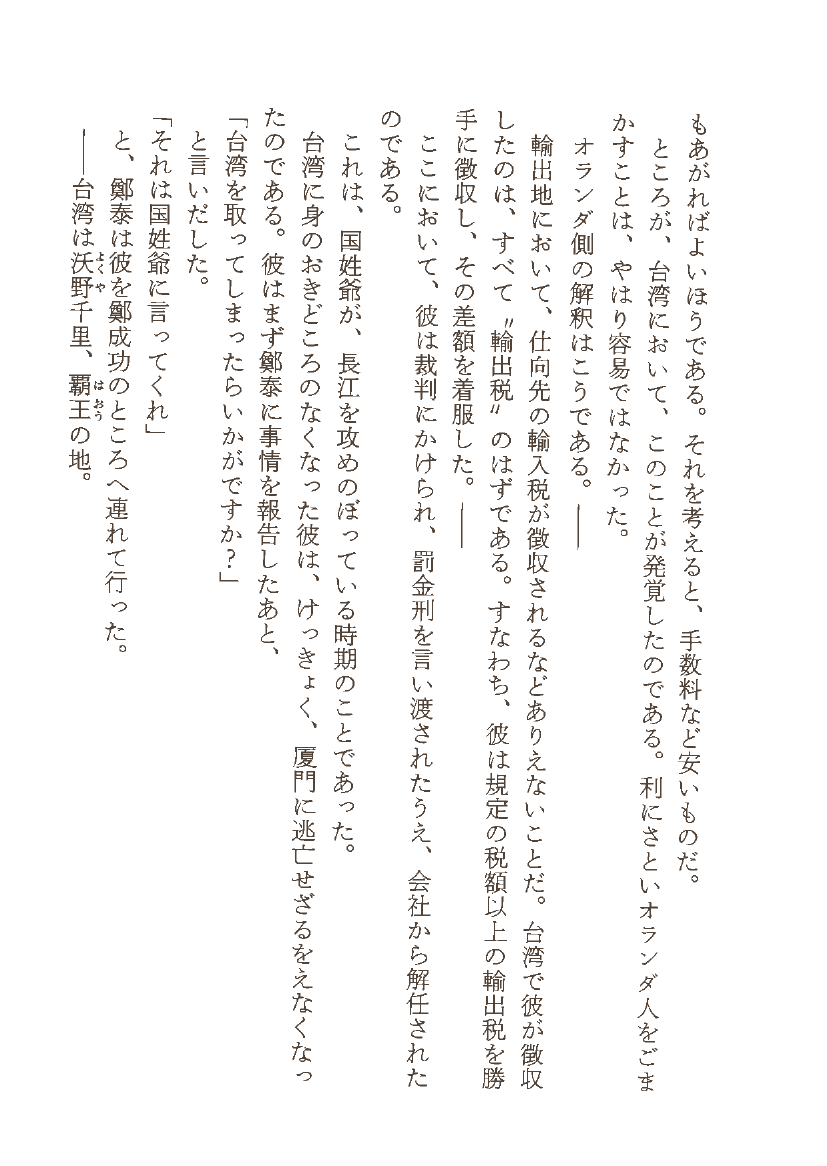 もあがればよいほうである。それを考えると、手数料など安いものだ。
ところが、台湾において、このことが発覚したのである。利にさといオランダ人をごま
かすことは、やはり容易ではなかった。
オランダ側の解釈はこうである。――
輸出地において、仕向先の輸入税が徴収されるなどありえないことだ。台湾で彼が徴収
したのは、すべて〝輸出税〟のはずである。すなわち、彼は規定の税額以上の輸出税を勝
手に徴収し、その差額を着服した。――
ここにおいて、彼は裁判にかけられ、罰金刑を言い渡されたうえ、会社から解任された
のである。
これは、国姓爺が、長江を攻めのぼっている時期のことであった。
台湾に身のおきどころのなくなった彼は、けっきょく、厦門に逃亡せざるをえなくなっ
たのである。彼はまず鄭泰に事情を報告したあと、
「台湾を取ってしまったらいかがですか?」
と言いだした。
「それは国姓爺に言ってくれ」
と、鄭泰は彼を鄭成功のところへ連れて行った。
――台湾は沃野よくや千里、覇王はおうの地。